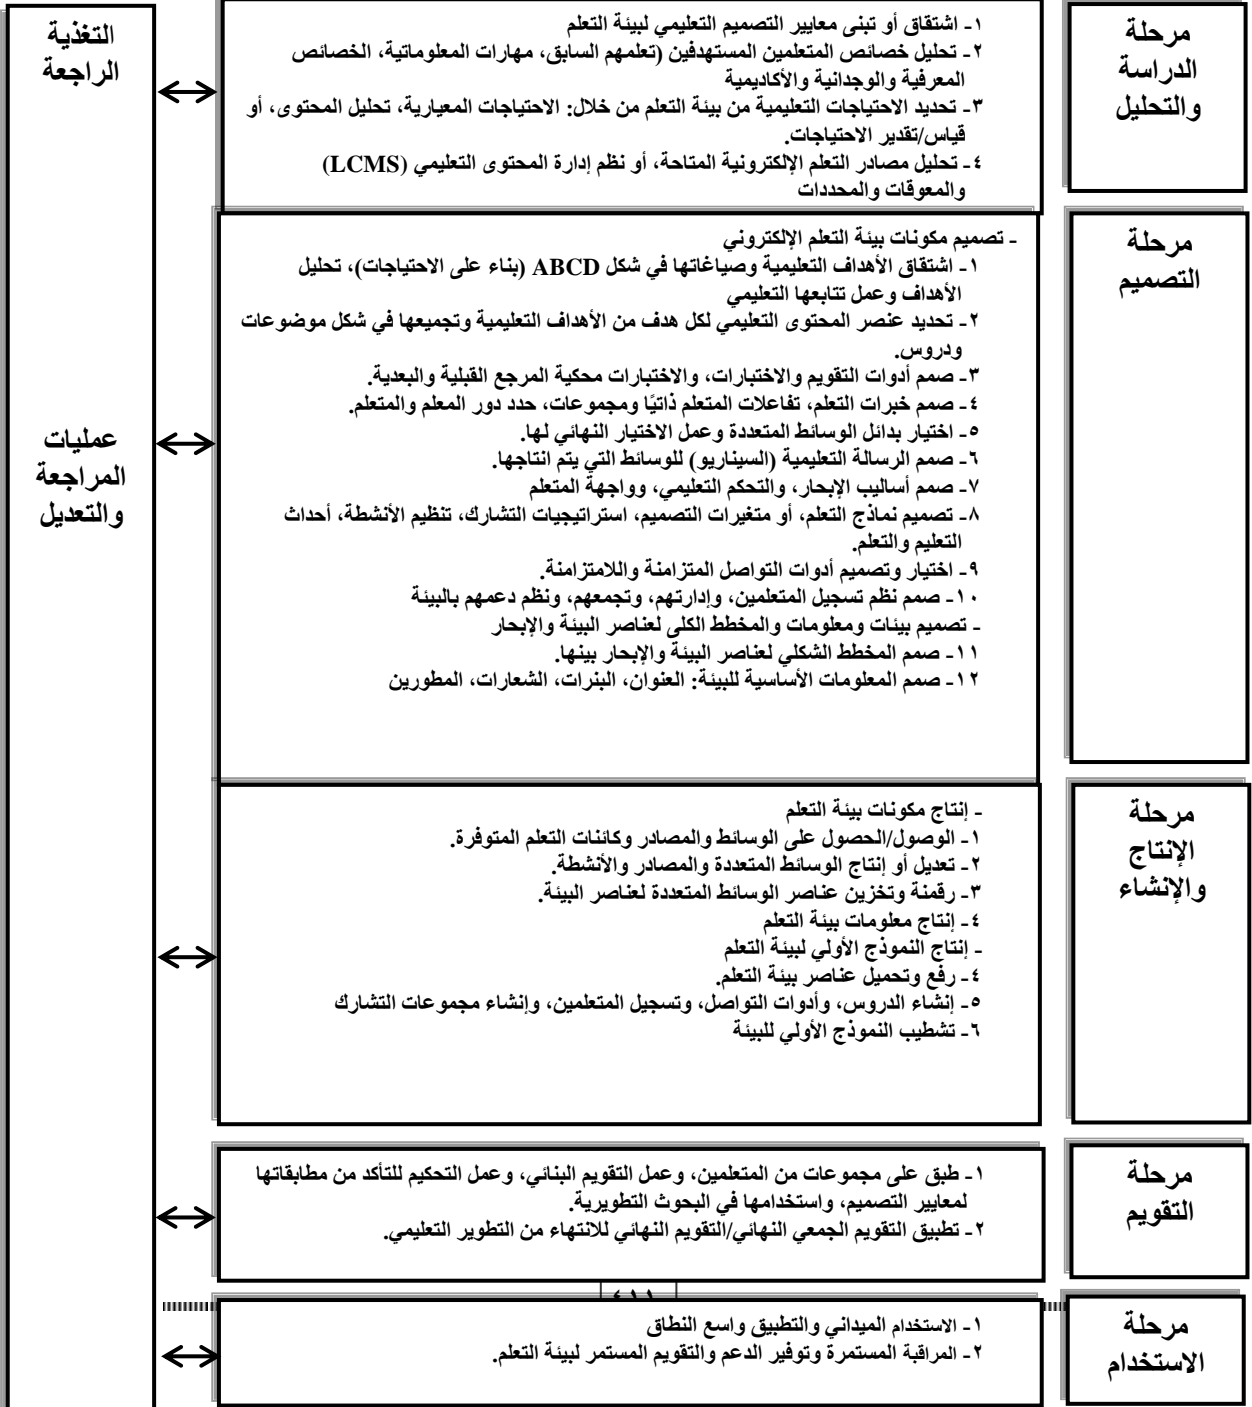 مرحلة
الدراسة
والتحليل
١- اشتقاق أو تبنى معايير التصميم التعليمي لبيئة التعلم
٢- تحليل خصائص المتعلمين المستهدفين (تعلمهم السابق، مهارات المعلوماتية، الخصائص
المعرفية والوجدانية والأكاديمية
٣- تحديد الاحتياجات التعليمية من بيئة التعلم من خلال: الاحتياجات المعيارية، تحليل المحتوى، أو
قياس/تقدير الاحتياجات.
٤- تحليل مصادر التعلم الإلكترونية المتاحة، أو نظم إدارة المحتوى التعليمي (LCMS)
والمعوقات والمحددات
التغذية
الراجعة
مرحلة
التصميم
- تصميم مكونات بيئة التعلم الإلكتروني
١- اشتقاق الأهداف التعليمية وصياغاتها في شكل ABCD (بناء على الاحتياجات)، تحليل
الأهداف وعمل تتابعها التعليمي
٢- تحديد عنصر المحتوى التعليمي لكل هدف من الأهداف التعليمية وتجميعها في شكل موضوعات
ودروس.
٣- صمم أدوات التقويم والاختبارات، والاختبارات محكية المرجع القبلية والبعدية.
٤- صمم خبرات التعلم، تفاعلات المتعلم ذاتيًا ومجموعات، حدد دور المعلم والمتعلم.
٥- اختيار بدائل الوسائط المتعددة وعمل الاختيار النهائي لها.
٦- صمم الرسالة التعليمية (السيناريو) للوسائط التي يتم انتاجها.
٧- صمم أساليب الإبحار، والتحكم التعليمي، وواجهة المتعلم
٨- تصميم نماذج التعلم، أو متغيرات التصميم، استراتيجيات التشارك، تنظيم الأنشطة، أحداث
التعليم والتعلم.
٩- اختيار وتصميم أدوات التواصل المتزامنة واللامتزامنة.
١٠- صمم نظم تسجيل المتعلمين، وإدارتهم، وتجمعهم، ونظم دعمهم بالبيئة
- تصميم بيئات ومعلومات والمخطط الكلى لعناصر البيئة والإبحار
١١- صمم المخطط الشكلي لعناصر البيئة والإبحار بينها.
١٢- صمم المعلومات الأساسية للبيئة: العنوان، البنرات، الشعارات، المطورين
عمليات
المراجعة
والتعديل
مرحلة
الإنتاج
والإنشاء
- إنتاج مكونات بيئة التعلم
١- الوصول/الحصول على الوسائط والمصادر وكائنات التعلم المتوفرة.
٢- تعديل أو إنتاج الوسائط المتعددة والمصادر والأنشطة.
٣- رقمنة وتخزين عناصر الوسائط المتعددة لعناصر البيئة.
٤- إنتاج معلومات بيئة التعلم
- إنتاج النموذج الأولي لبيئة التعلم
٤- رفع وتحميل عناصر بيئة التعلم.
٥- إنشاء الدروس، وأدوات التواصل، وتسجيل المتعلمين، وإنشاء مجموعات التشارك
٦- تشطيب النموذج الأولي للبيئة
مرحلة
التقويم
١- طبق على مجموعات من المتعلمين، وعمل التقويم البنائي، وعمل التحكيم للتأكد من مطابقاتها
لمعايير التصميم، واستخدامها في البحوث التطويرية.
٢- تطبيق التقويم الجمعي النهائي/التقويم النهائي للانتهاء من التطوير التعليمي.
مرحلة
الاستخدام
١- الاستخدام الميداني والتطبيق واسع النطاق
٢- المراقبة المستمرة وتوفير الدعم والتقويم المستمر لبيئة التعلم.